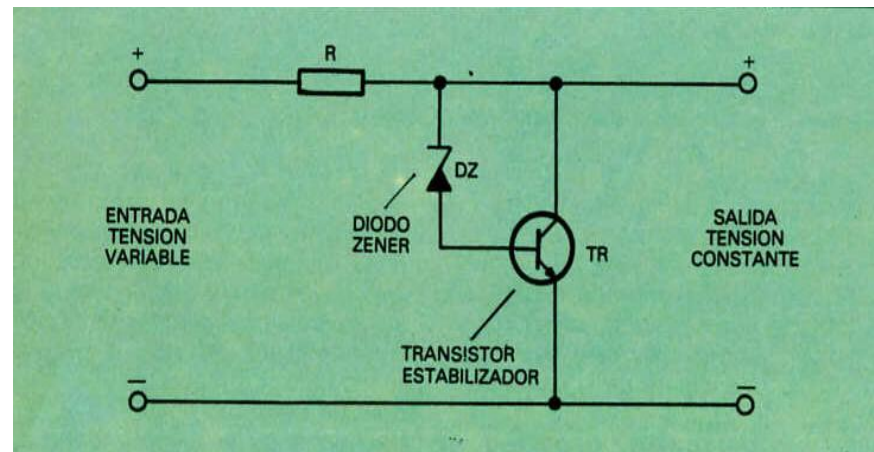 +
R
+
DZ
DIODO
ZENER
ENTRADA
TENSION
VARIABLE
TR
SALIDA
TENSION
CONSTANTE
TRANSISTOR
ESTABILIZADOR
−
−